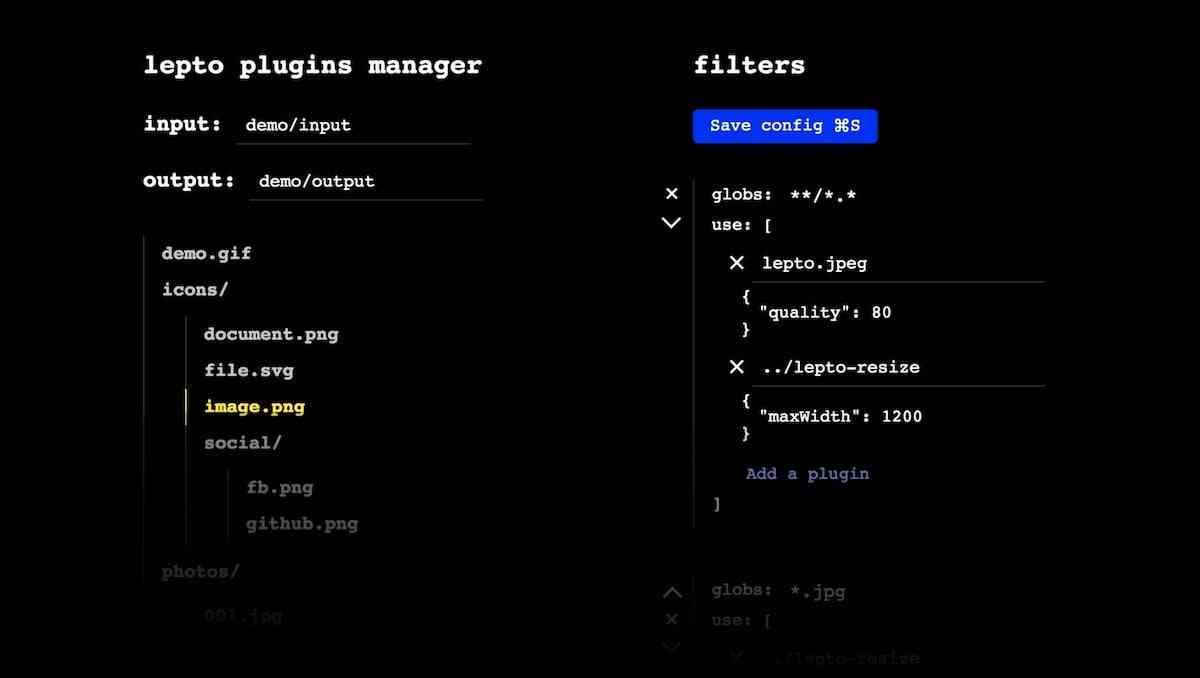 lepto plugins manager
input: demo/input
output: demo/output
demo.gif
icons/
document.png
file.svg
image.png
social/
fb.png
github.png
photos/
001.jpg
filters
Save config ⌘S
globs: **/*.*
use: [
lepto.jpeg
{
"quality": 80
}
../lepto-resize
{
"maxWidth": 1200
}
Add a plugin
]
globs: *.jpg
use: [
../lepto-resize